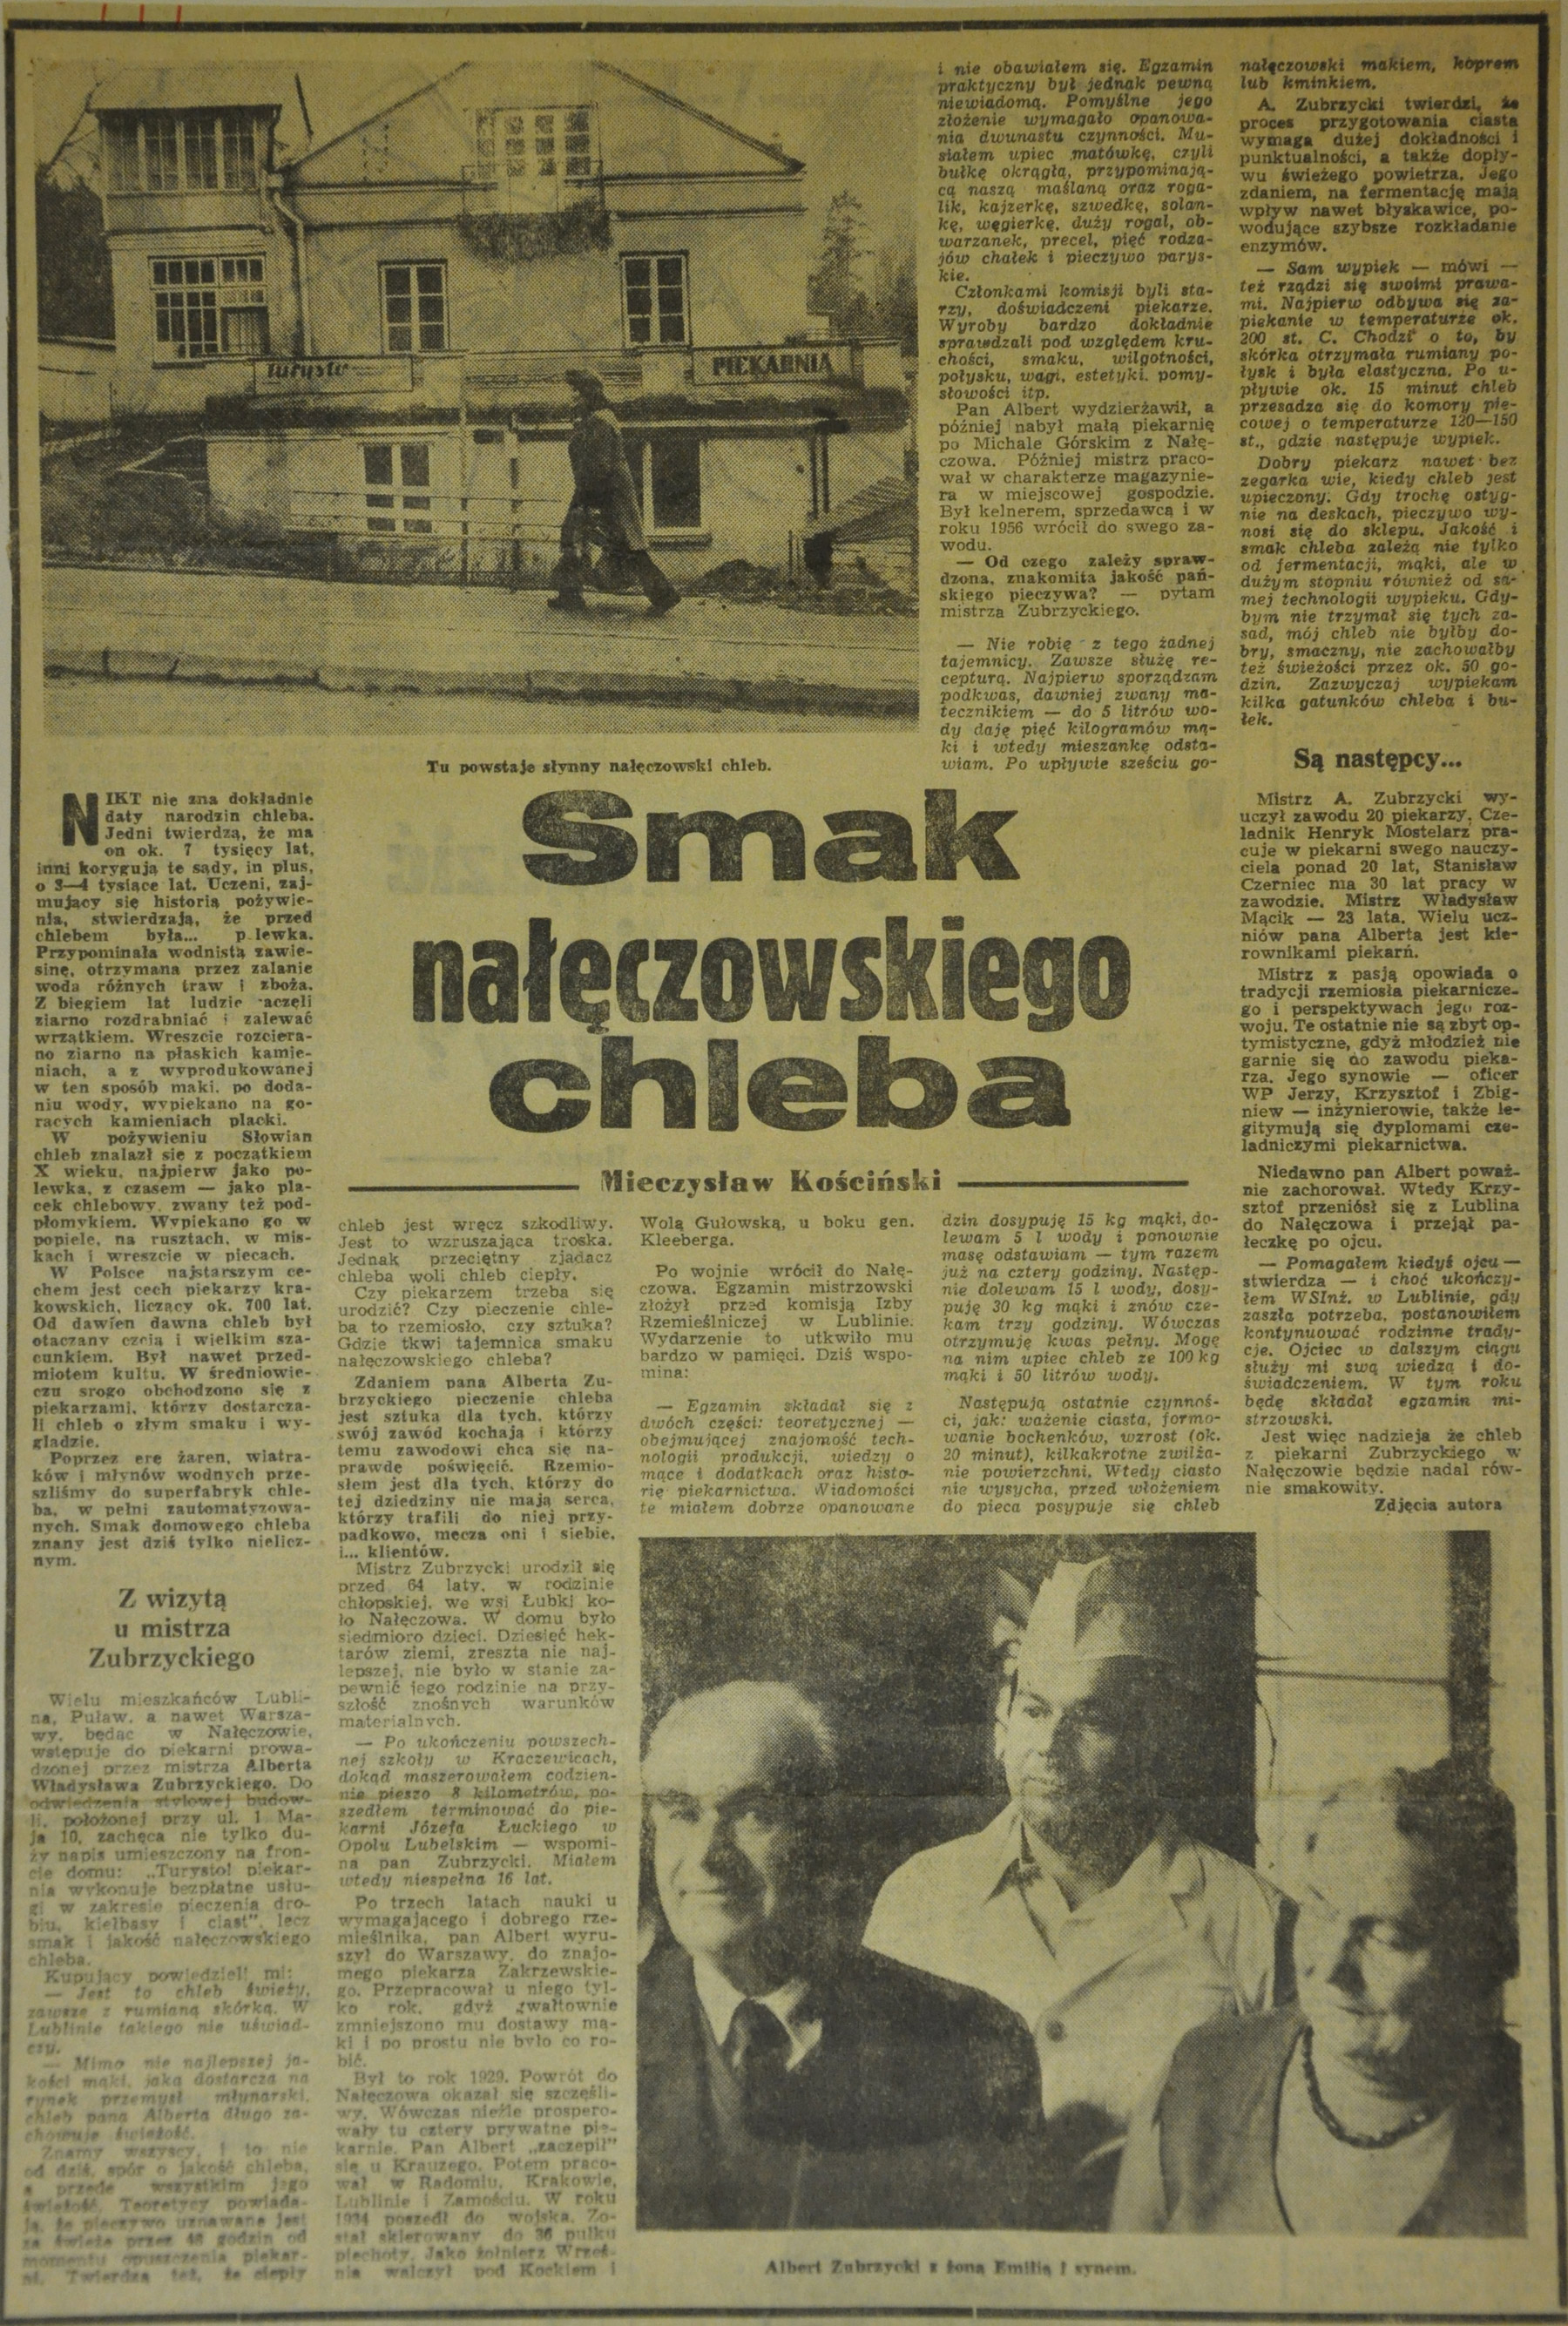 Turysto
PIEKARNIA
Tu powstaje słynny nałęczowski chleb.
Smak
nałęczowskiego
chleba
Mieczysław Kościński
NIKT nie zna dokładnie
daty narodzin chleba.
Jedni twierdzą, że ma
on ok. 7 tysięcy lat,
inni korygują te sądy, in plus,
o 3—4 tysiące lat. Uczeni, zaj-
mujący się historią pożywie-
nia, stwierdzają, że przed
chlebem była... p lewka.
Przypominała wodnistą zawie-
sinę, otrzymaną przez zalanie
woda różnych traw i zboża.
Z biegiem lat ludzie aczęli
ziarno rozdrabniać i zalewać
wrzątkiem. Wreszcie rozciera-
no ziarno na płaskich kamie-
niach, a z wyprodukowanej
w ten sposób mąki, po doda-
niu wody, wypiekano na go-
rących kamieniach placki.
W pożywieniu Słowian
chleb znalazł się z początkiem
X wieku, najpierw jako po-
lewka, z czasem — jako pla-
cek chlebowy, zwany też pod-
płomykiem. Wypiekano go w
popiele, na rusztach, w mis-
kach i wreszcie w piecach.
W Polsce najstarszym ce-
chem jest cech piekarzy kra-
kowskich, liczący ok. 700 lat.
Od dawien dawna chleb był
otaczany czcią i wielkim sza-
cunkiem. Był nawet przed-
miotem kultu. W średniowie-
czu srogo obchodzono się z
piekarzami, którzy dostarcza-
li chleb o złym smaku i wy-
glądzie.
Poprzez erę żaren, wiatra-
ków i młynów wodnych prze-
szliśmy do superfabryk chle-
ba, w pełni zautomatyzowa-
nych. Smak domowego chleba
znany jest dziś tylko nielicz-
nym.
Z wizytą
u mistrza
Zubrzyckiego
Wielu mieszkańców Lubli-
na, Puław, a nawet Warsza-
wy, będąc w Nałęczowie,
wstępuje do piekarni prowa-
dzonej przez mistrza Alberta
Władysława Zubrzyckiego. Do
odwiedzenia stylowej budow-
li, położonej przy ul. 1 Ma-
ja 10, zachęca nie tylko du-
ży napis umieszczony na fron-
cie domu: „Turysto! piekar-
nia wykonuje bezpłatne usłu-
gi w zakresie pieczenia dro-
biu, kiełbasy i ciast”, lecz
smak i jakość nałęczowskiego
chleba.
Kupujący powiedzieli mi:
— Jest to chleb świeży,
zawsze z rumianą skórką. W
Lublinie takiego nie uświad-
czy.
— Mimo nie najlepszej ja-
kości mąki, jaką dostarcza na
rynek przemysł młynarski,
chleb pana Alberta długo za-
chowuje świeżość.
Znamy wszyscy, i to nie
od dziś, spór o jakość chleba,
a przede wszystkim jego
świeżość. Teoretycy powiada-
ją, że pieczywo uznawane jest
za świeże przez 48 godzin od
momentu opuszczenia piekar-
ni. Twierdzą też, że ciepły
chleb jest wręcz szkodliwy.
Jest to wzruszająca troska.
Jednak przeciętny zjadacz
chleba woli chleb ciepły.
Czy piekarzem trzeba się
urodzić? Czy pieczenie chle-
ba to rzemiosło, czy sztuka?
Gdzie tkwi tajemnica smaku
nałęczowskiego chleba?
Zdaniem pana Alberta Zu-
brzyckiego pieczenie chleba
jest sztuką dla tych, którzy
swój zawód kochają i którzy
temu zawodowi chcą się na-
prawdę poświęcić. Rzemio-
słem jest dla tych, którzy do
tej dziedziny nie mają serca,
którzy trafili do niej przy-
padkowo, męczą oni i siebie,
i... klientów.
Mistrz Zubrzycki urodził się
przed 64 laty, w rodzinie
chłopskiej, we wsi Łubki ko-
ło Nałęczowa. W domu było
siedmioro dzieci. Dziesięć hek-
tarów ziemi, zresztą nie naj-
lepszej, nie było w stanie za-
pewnić jego rodzinie na przy-
szłość znośnych warunków
materialnych.
— Po ukończeniu powszech-
nej szkoły w Kraczewicach,
dokąd maszerowałem codzien-
nie pieszo 8 kilometrów, po-
szedłem terminować do pie-
karni Józefa Łuckiego w
Opolu Lubelskim — wspomi-
na pan Zubrzycki. Miałem
wtedy niespełna 16 lat.
Po trzech latach nauki u
wymagającego i dobrego rze-
mieślnika, pan Albert wyru-
szył do Warszawy, do znajo-
mego piekarza Zakrzewskie-
go. Przepracował u niego tyl-
ko rok, gdyż gwałtownie
zmniejszono mu dostawy mą-
ki i po prostu nie było co ro-
bić.
Był to rok 1929. Powrót do
Nałęczowa okazał się szczęśli-
wy. Wówczas nieźle prospero-
wały tu cztery prywatne pie-
karnie. Pan Albert „zaczepił”
się u Krauzego. Potem praco-
wał w Radomiu, Krakowie,
Lublinie i Zamościu. W roku
1934 poszedł do wojska. Zo-
stał skierowany do 36 pułku
piechoty. Jako żołnierz Wrześ-
nia walczył pod Kockiem i
Wolą Gułowską, u boku gen.
Kleeberga.
Po wojnie wrócił do Nałę-
czowa. Egzamin mistrzowski
złożył przed komisją Izby
Rzemieślniczej w Lublinie.
Wydarzenie to utkwiło mu
bardzo w pamięci. Dziś wspo-
mina:
— Egzamin składał się z
dwóch części: teoretycznej —
obejmującej znajomość tech-
nologii produkcji, wiedzy o
mące i dodatkach oraz histo-
rię piekarnictwa. Wiadomości
te miałem dobrze opanowane
i nie obawiałem się. Egzamin
praktyczny był jednak pewną
niewiadomą. Pomyślne jego
złożenie wymagało opanowa-
nia dwunastu czynności. Mu-
siałem upiec matówkę, czyli
bułkę okrągłą, przypominają-
cą naszą maślaną oraz roga-
lik, kajzerkę, szwedkę, solan-
kę, węgierkę, duży rogal, ob-
warzanek, precel, pięć rodza-
jów chałek i pieczywo parys-
kie.
Członkami komisji byli sta-
rzy, doświadczeni piekarze.
Wyroby bardzo dokładnie
sprawdzali pod względem kru-
chości, smaku, wilgotności,
połysku, wagi, estetyki, pomy-
słowości itp.
Pan Albert wydzierżawił, a
później nabył małą piekarnię
po Michale Górskim z Nałę-
czowa. Później mistrz praco-
wał w charakterze magazynie-
ra w miejscowej gospodzie.
Był kelnerem, sprzedawcą i w
roku 1956 wrócił do swego za-
wodu.
— Od czego zależy spraw-
dzona, znakomita jakość pań-
skiego pieczywa? — pytam
mistrza Zubrzyckiego.
— Nie robię z tego żadnej
tajemnicy. Zawsze służę re-
cepturą. Najpierw sporządzam
podkwas, dawniej zwany ma-
tecznikiem — do 5 litrów wo-
dy daję pięć kilogramów mą-
ki i wtedy mieszankę odsta-
wiam. Po upływie sześciu go-
dzin dosypuję 15 kg mąki, do-
lewam 5 l wody i ponownie
masę odstawiam — tym razem
już na cztery godziny. Następ-
nie dolewam 15 l wody, dosy-
puję 30 kg mąki i znów cze-
kam trzy godziny. Wówczas
otrzymuję kwas pełny. Mogę
na nim upiec chleb ze 100 kg
mąki i 50 litrów wody.
Następują ostatnie czynnoś-
ci, jak: ważenie ciasta, formo-
wanie bochenków, wzrost (ok.
20 minut), kilkakrotne zwilża-
nie powierzchni. Wtedy ciasto
nie wysycha, przed włożeniem
do pieca posypuje się chleb
nałęczowski makiem, koprem
lub kminkiem.
A. Zubrzycki twierdzi, że
proces przygotowania ciasta
wymaga dużej dokładności i
punktualności, a także dopły-
wu świeżego powietrza. Jego
zdaniem, na fermentację mają
wpływ nawet błyskawice, po-
wodujące szybsze rozkładanie
enzymów.
— Sam wypiek — mówi —
też rządzi się swoimi prawa-
mi. Najpierw odbywa się za-
piekanie w temperaturze ok.
200 st. C. Chodzi o to, by
skórka otrzymała rumiany po-
łysk i była elastyczna. Po u-
pływie ok. 15 minut chleb
przesadza się do komory pie-
cowej o temperaturze 120—150
st., gdzie następuje wypiek.
Dobry piekarz nawet bez
zegarka wie, kiedy chleb jest
upieczony. Gdy trochę ostyg-
nie na deskach, pieczywo wy-
nosi się do sklepu. Jakość i
smak chleba zależą nie tylko
od fermentacji, mąki, ale w
dużym stopniu również od sa-
mej technologii wypieku. Gdy-
bym nie trzymał się tych za-
sad, mój chleb nie byłby do-
bry, smaczny, nie zachowałby
też świeżości przez ok. 50 go-
dzin. Zazwyczaj wypiekam
kilka gatunków chleba i bu-
łek.
Są następcy...
Mistrz A. Zubrzycki wy-
uczył zawodu 20 piekarzy. Cze-
ladnik Henryk Mostelarz pra-
cuje w piekarni swego nauczy-
ciela ponad 20 lat, Stanisław
Czerniec ma 30 lat pracy w
zawodzie. Mistrz Władysław
Mącik — 23 lata. Wielu ucz-
niów pana Alberta jest kie-
rownikami piekarń.
Mistrz z pasją opowiada o
tradycji rzemiosła piekarnicze-
go i perspektywach jego roz-
woju. Te ostatnie nie są zbyt op-
tymistyczne, gdyż młodzież nie
garnie się do zawodu pieka-
rza. Jego synowie — oficer
WP Jerzy, Krzysztof i Zbig-
niew — inżynierowie, także le-
gitymują się dyplomami cze-
ladniczymi piekarnictwa.
Niedawno pan Albert poważ-
nie zachorował. Wtedy Krzy-
sztof przeniósł się z Lublina
do Nałęczowa i przejął pa-
łeczkę po ojcu.
— Pomagałem kiedyś ojcu —
stwierdza — i choć ukończy-
łem WSInż. w Lublinie, gdy
zaszła potrzeba, postanowiłem
kontynuować rodzinne trady-
cje. Ojciec w dalszym ciągu
służy mi swą wiedzą i do-
świadczeniem. W tym roku
będę składał egzamin mi-
strzowski.
Jest więc nadzieja że chleb
z piekarni Zubrzyckiego w
Nałęczowie będzie nadal rów-
nie smakowity.
Zdjęcia autora
Albert Zubrzycki z żoną Emilią i synem.